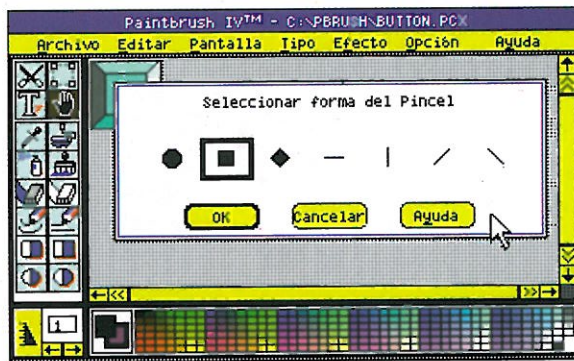 Paintbrush IV™ - C:\PBRUSH\BUTTON.PCX
Archivo Editar Pantalla Tipo Efecto Opción Ayuda
Seleccionar forma del Pincel
OK Cancelar Ayuda
1